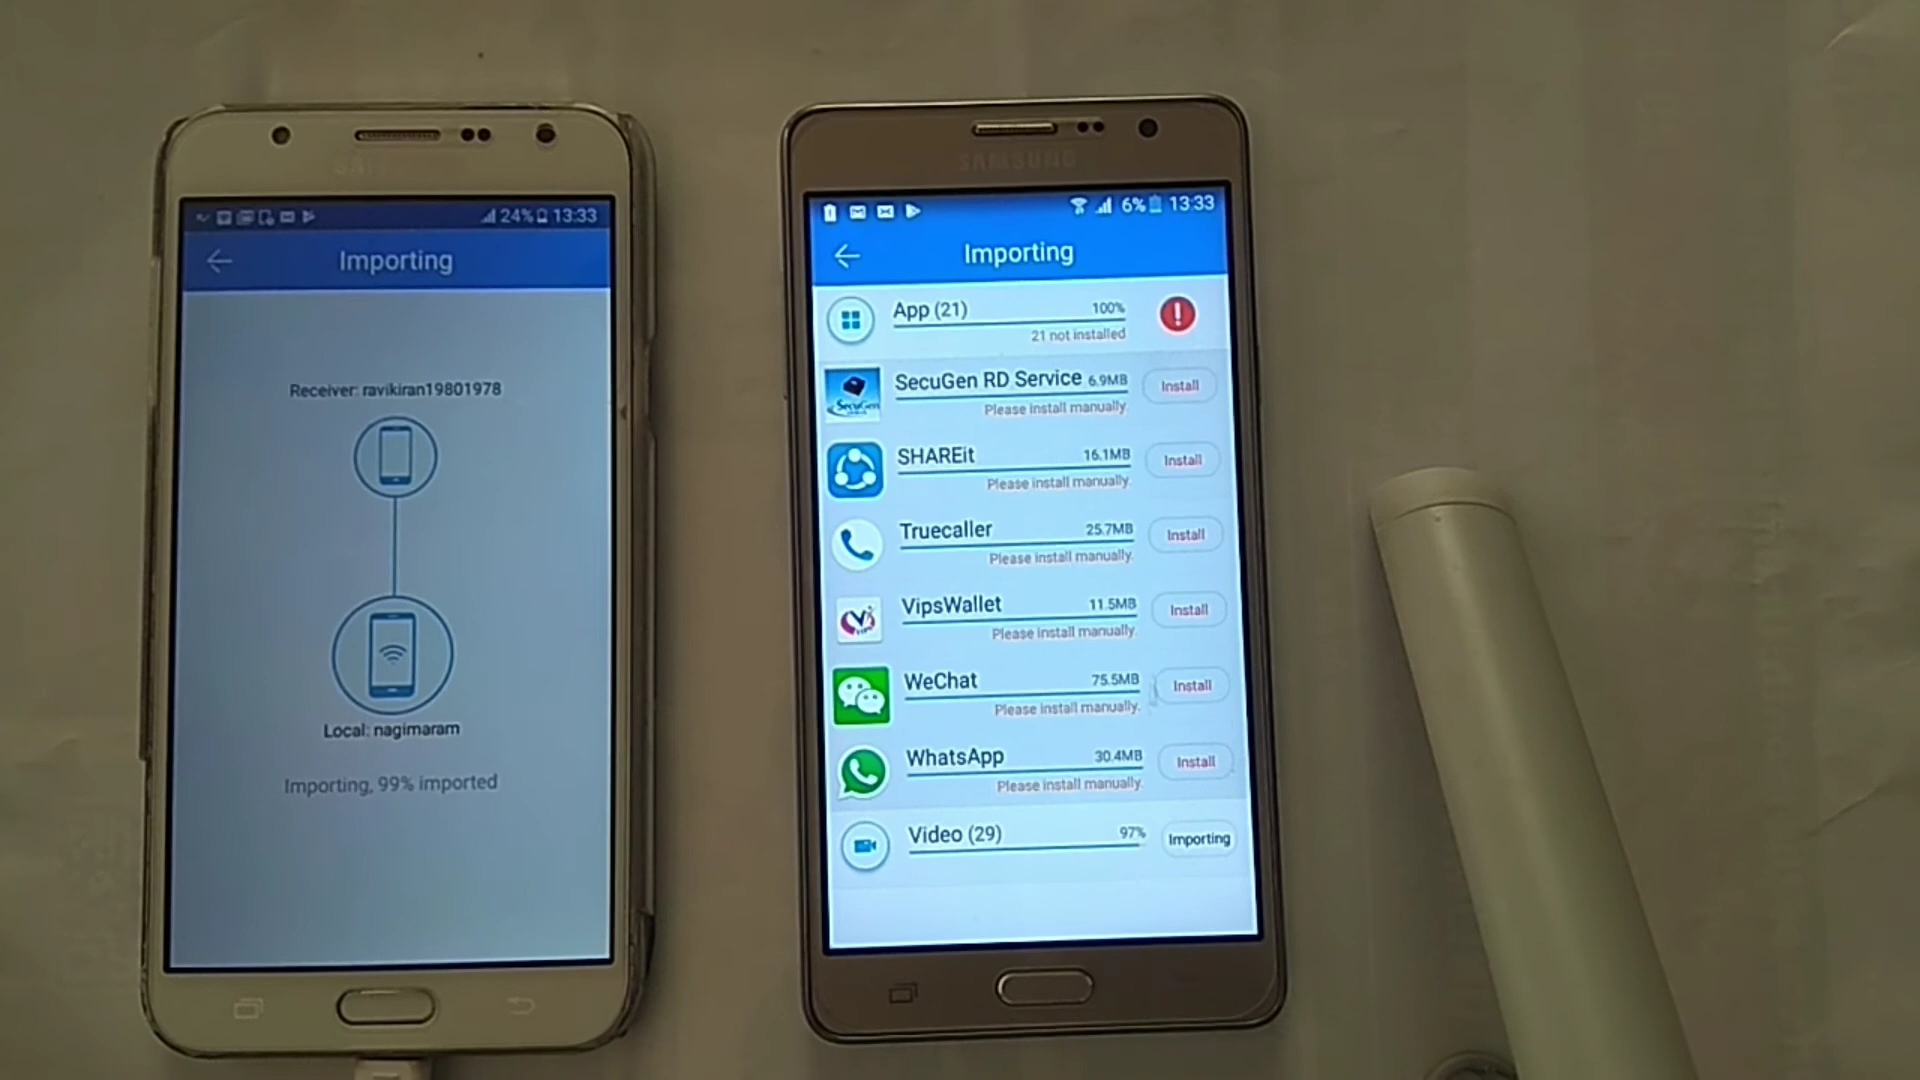 24% 13:33
Importing
Receiver: ravikiran19801978
Local: nagimaram
Importing, 99% imported
SAMSUNG
6% 13:33
Importing
App (21) 100%
21 not installed
SecuGen RD Service 6.9MB Install
Please install manually.
SecuGen
SHAREit 16.1MB Install
Please install manually.
Truecaller 25.7MB Install
Please install manually.
VipsWallet 11.5MB Install
Please install manually.
WeChat 75.5MB Install
Please install manually.
WhatsApp 30.4MB Install
Please install manually.
Video (29) 97% Importing